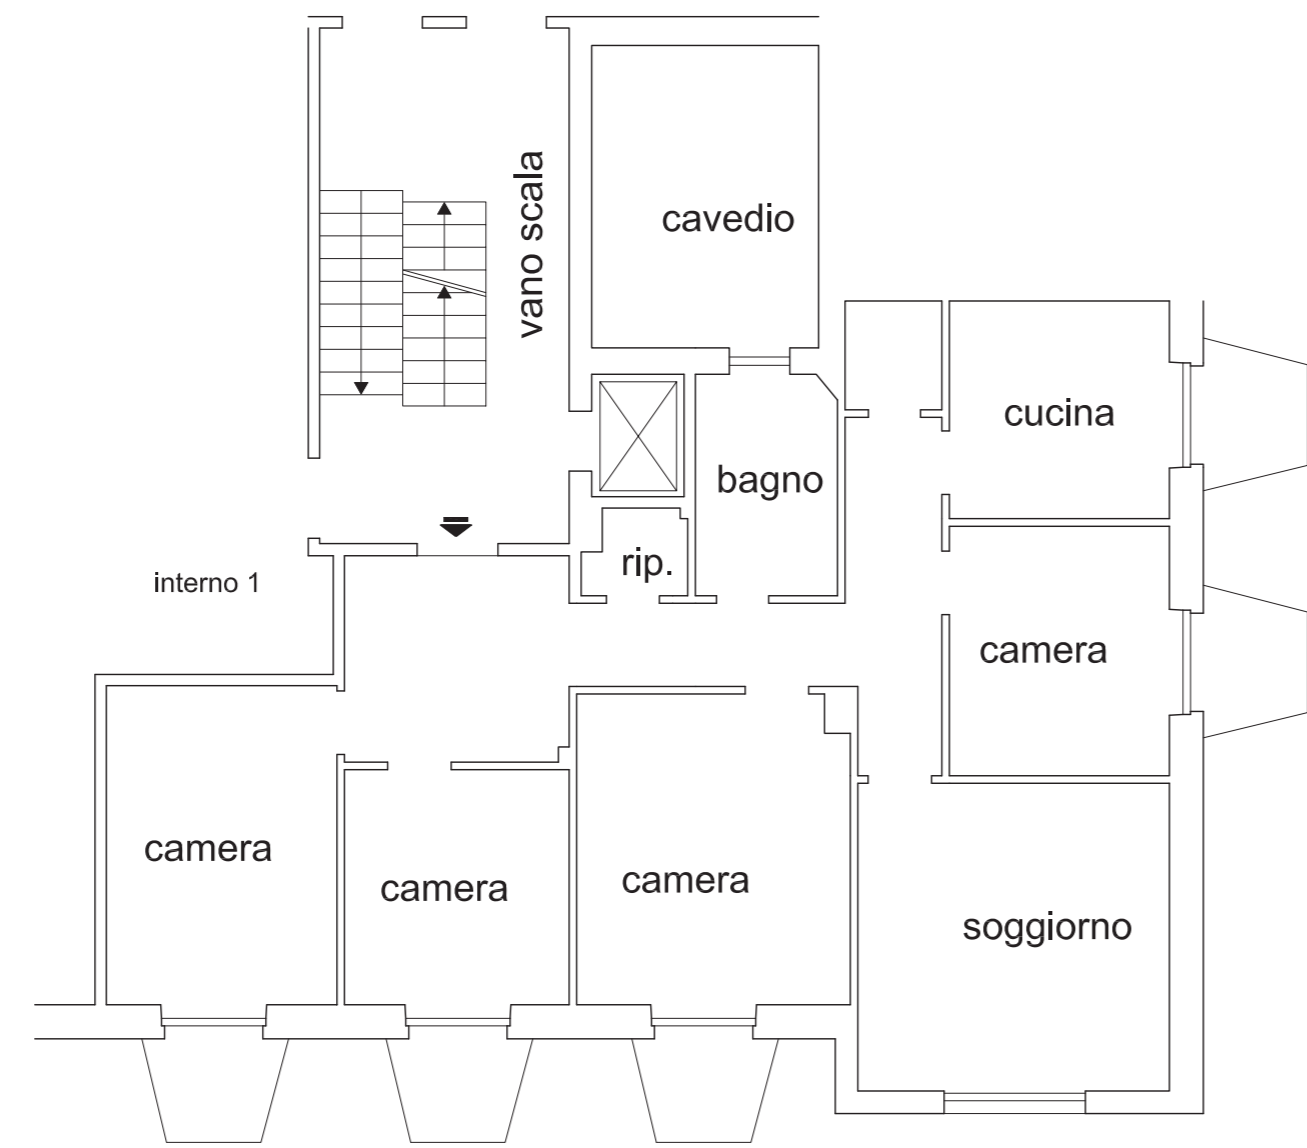 vano scala
cavedio
cucina
bagno
rip.
interno 1
camera
camera
camera
camera
soggiorno